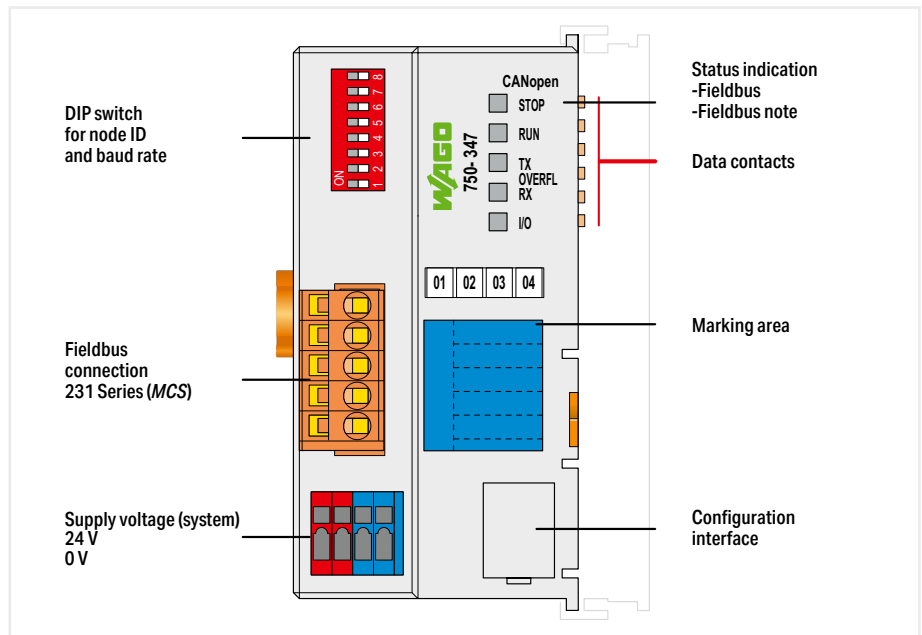 DIP switch
for node ID
and baud rate
Fieldbus
connection
231 Series (MCS)
Supply voltage (system)
24 V
0 V
ON
1 2 3 4 5 6 7 8
WAGO
750-347
CANopen
STOP
RUN
TX
OVERFL
RX
I/O
01 02 03 04
Status indication
-Fieldbus
-Fieldbus note
Data contacts
Marking area
Configuration
interface